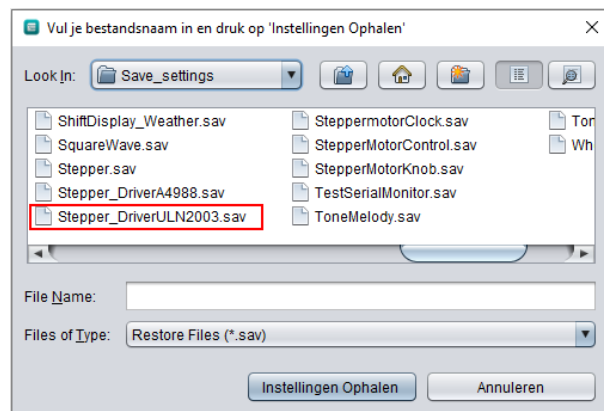 Vul je bestandsnaam in en druk op 'Instellingen Ophalen'
Look In: Save_settings
ShiftDisplay_Weather.sav SteppermotorClock.sav Ton
SquareWave.sav StepperMotorControl.sav Wh
Stepper.sav StepperMotorKnob.sav
Stepper_DriverA4988.sav TestSerialMonitor.sav
Stepper_DriverULN2003.sav ToneMelody.sav
File Name:
Files of Type: Restore Files (*.sav)
Instellingen Ophalen Annuleren